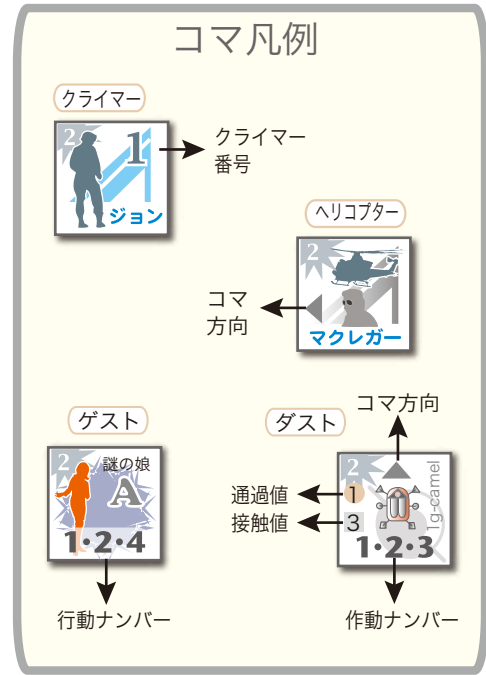 コマ凡例
クライマー
2
1
ジョン
クライマー
番号
ヘリコプター
2
マクレガー
コマ
方向
ゲスト
2
謎の娘
A
1・2・4
行動ナンバー
ダスト
コマ方向
2
1
3
1g-camel
1・2・3
通過値
接触値
作動ナンバー